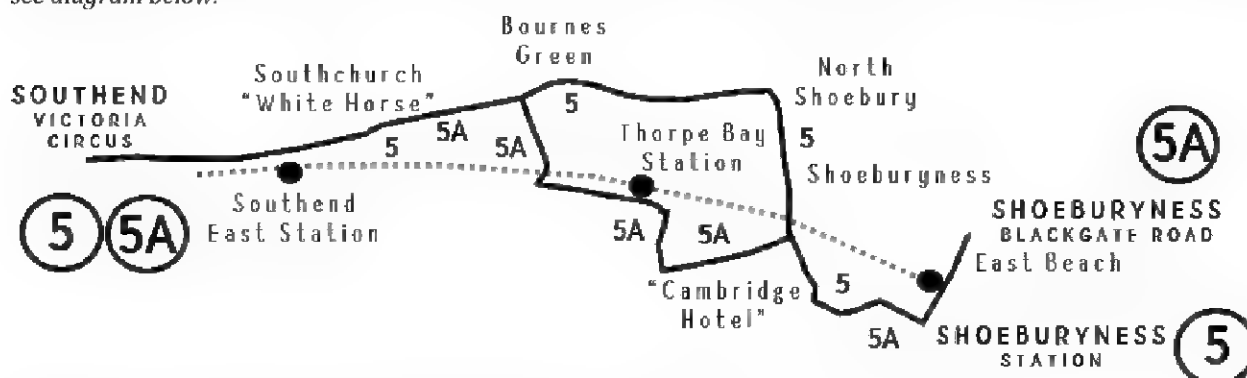 see diagram below.
Bournes
Green
Southchurch
"White Horse"
SOUTHEND
VICTORIA
CIRCUS
North
Shoebury
5
5A
5
5A
Thorpe Bay
Station
5
5A
Shoeburyness
Southend
East Station
5
5A
5A
5A
SHOEBURYNESS
BLACKGATE ROAD
East Beach
"Cambridge
Hotel"
5
5A
SHOEBURYNESS
STATION
5